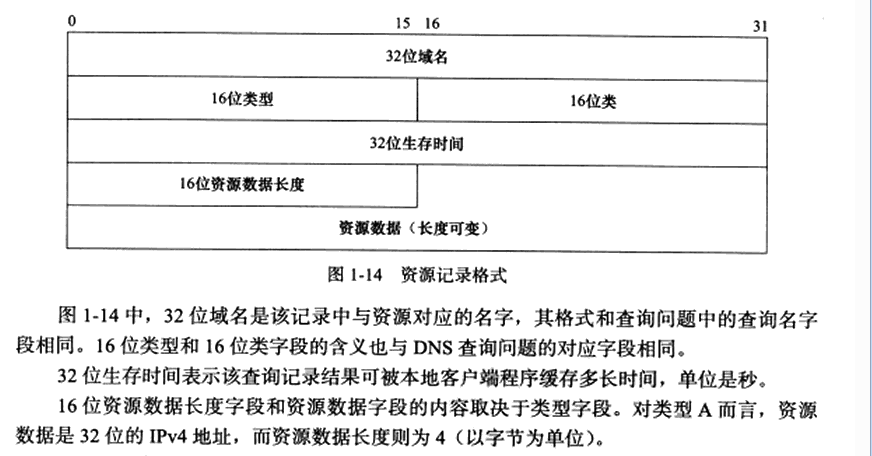 0 15 16 31
32位域名
16位类型 16位类
32位生存时间
16位资源数据长度
资源数据（长度可变）
图 1-14 资源记录格式
图 1-14 中，32 位域名是该记录中与资源对应的名字，其格式和查询问题中的查询名字
段相同。16 位类型和 16 位类字段的含义也与 DNS 查询问题的对应字段相同。
32 位生存时间表示该查询记录结果可被本地客户端程序缓存多长时间，单位是秒。
16 位资源数据长度字段和资源数据字段的内容取决于类型字段。对类型 A 而言，资源
数据是 32 位的 IPv4 地址，而资源数据长度则为 4（以字节为单位）。